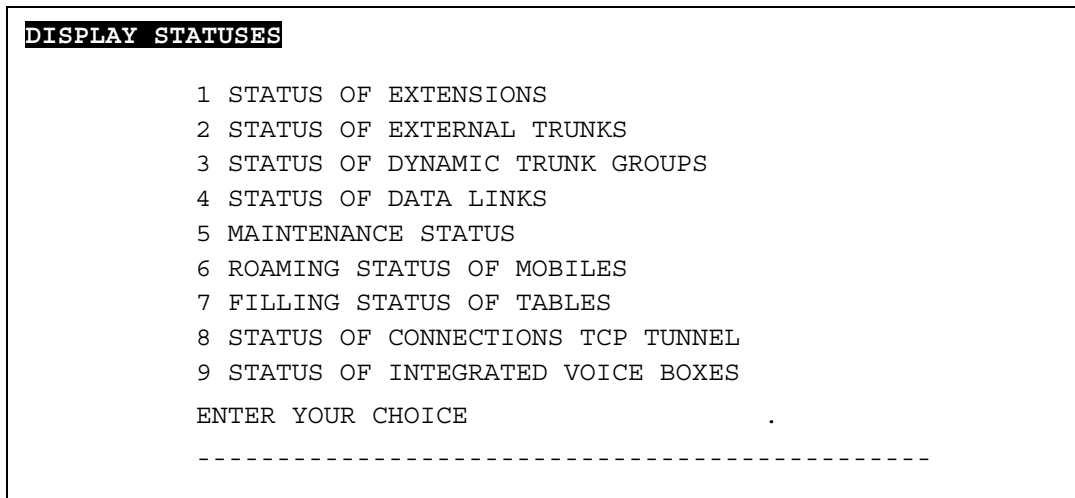 DISPLAY STATUSES
1 STATUS OF EXTENSIONS
2 STATUS OF EXTERNAL TRUNKS
3 STATUS OF DYNAMIC TRUNK GROUPS
4 STATUS OF DATA LINKS
5 MAINTENANCE STATUS
6 ROAMING STATUS OF MOBILES
7 FILLING STATUS OF TABLES
8 STATUS OF CONNECTIONS TCP TUNNEL
9 STATUS OF INTEGRATED VOICE BOXES
ENTER YOUR CHOICE .
----------------------------------------------